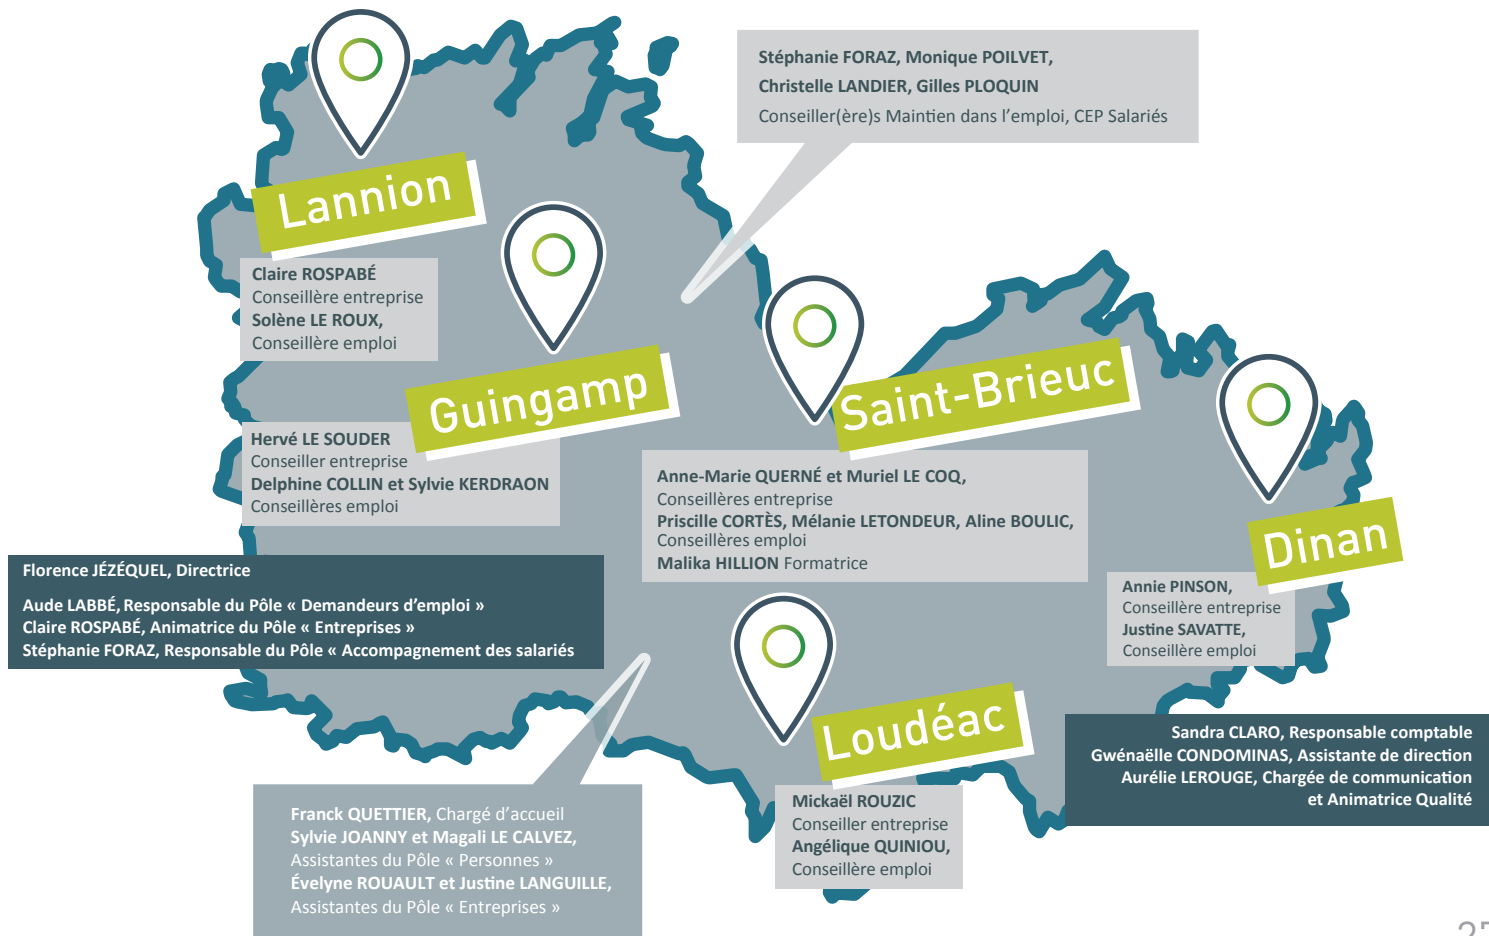 Stéphanie FORAZ, Monique POILVET,
Christelle LANDIER, Gilles PLOQUIN
Conseiller(ère)s Maintien dans l'emploi, CEP Salariés
Lannion
Claire ROSPABÉ
Conseillère entreprise
Solène LE ROUX,
Conseillère emploi
Guingamp
Hervé LE SOUDER
Conseiller entreprise
Delphine COLLIN et Sylvie KERDRAON
Conseillères emploi
Saint-Brieuc
Anne-Marie QUERNÉ et Muriel LE COQ,
Conseillères entreprise
Priscille CORTÈS, Mélanie LETONDEUR, Aline BOULIC,
Conseillères emploi
Malika HILLION Formatrice
Dinan
Annie PINSON,
Conseillère entreprise
Justine SAVATTE,
Conseillère emploi
Florence JÉZÉQUEL, Directrice
Aude LABBÉ, Responsable du Pôle « Demandeurs d'emploi »
Claire ROSPABÉ, Animatrice du Pôle « Entreprises »
Stéphanie FORAZ, Responsable du Pôle « Accompagnement des salariés
Loudéac
Mickaël ROUZIC
Conseiller entreprise
Angélique QUINIOU,
Conseillère emploi
Sandra CLARO, Responsable comptable
Gwénaëlle CONDOMINAS, Assistante de direction
Aurélie LEROUGE, Chargée de communication
et Animatrice Qualité
Franck QUETTIER, Chargé d'accueil
Sylvie JOANNY et Magali LE CALVEZ,
Assistantes du Pôle « Personnes »
Évelyne ROUAULT et Justine LANGUILLE,
Assistantes du Pôle « Entreprises »